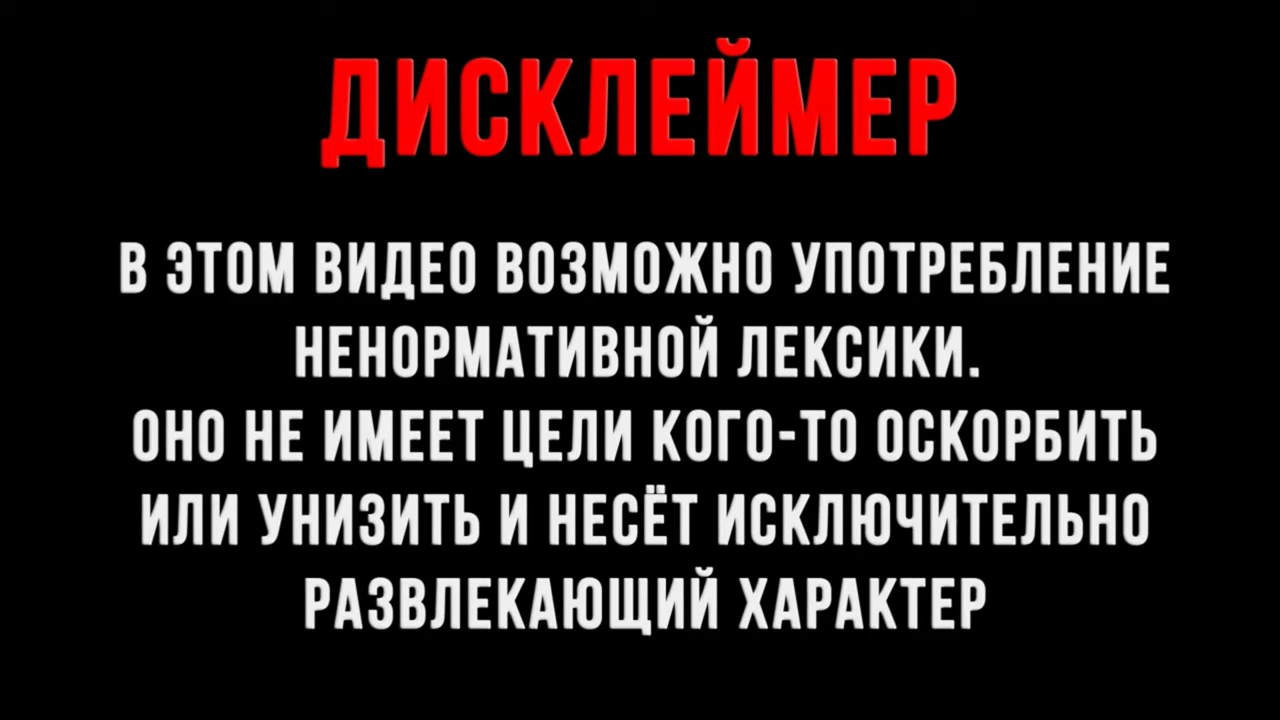 ДИСКЛЕЙМЕР
В ЭТОМ ВИДЕО ВОЗМОЖНО УПОТРЕБЛЕНИЕ
НЕНОРМАТИВНОЙ ЛЕКСИКИ.
ОНО НЕ ИМЕЕТ ЦЕЛИ КОГО-ТО ОСКОРБИТЬ
ИЛИ УНИЗИТЬ И НЕСЁТ ИСКЛЮЧИТЕЛЬНО
РАЗВЛЕКАЮЩИЙ ХАРАКТЕР